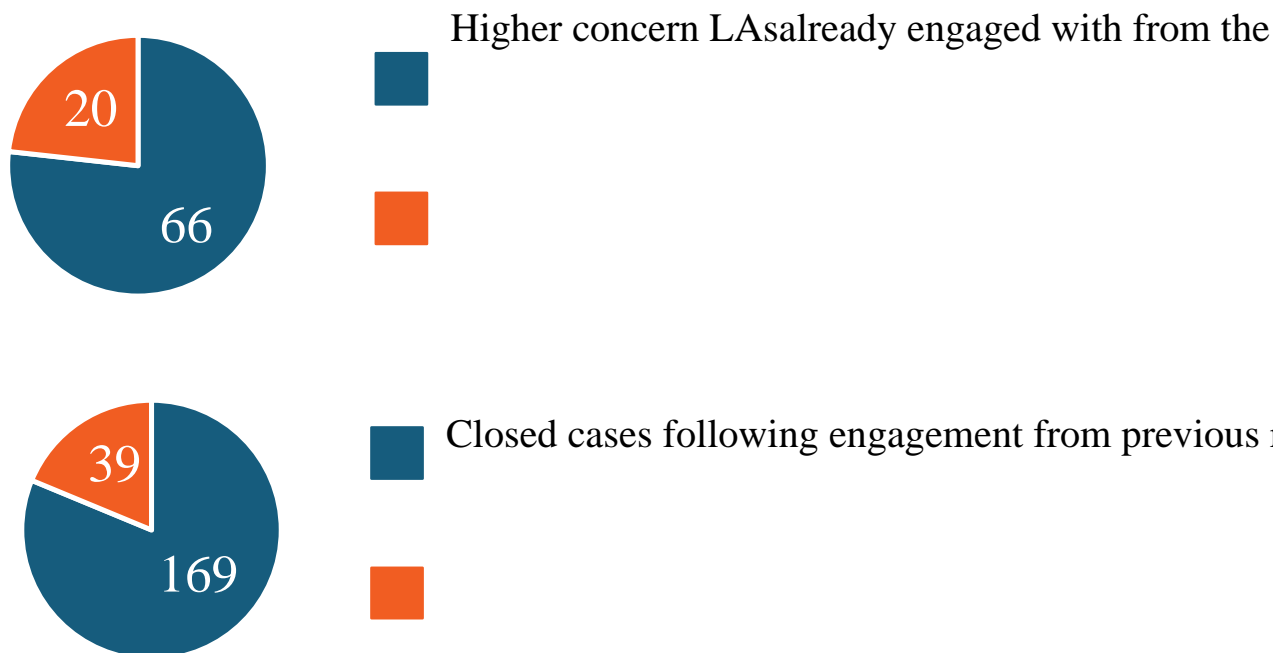 Higher concern LAsalready engaged with from the
20
66
Closed cases following engagement from previous
39
169